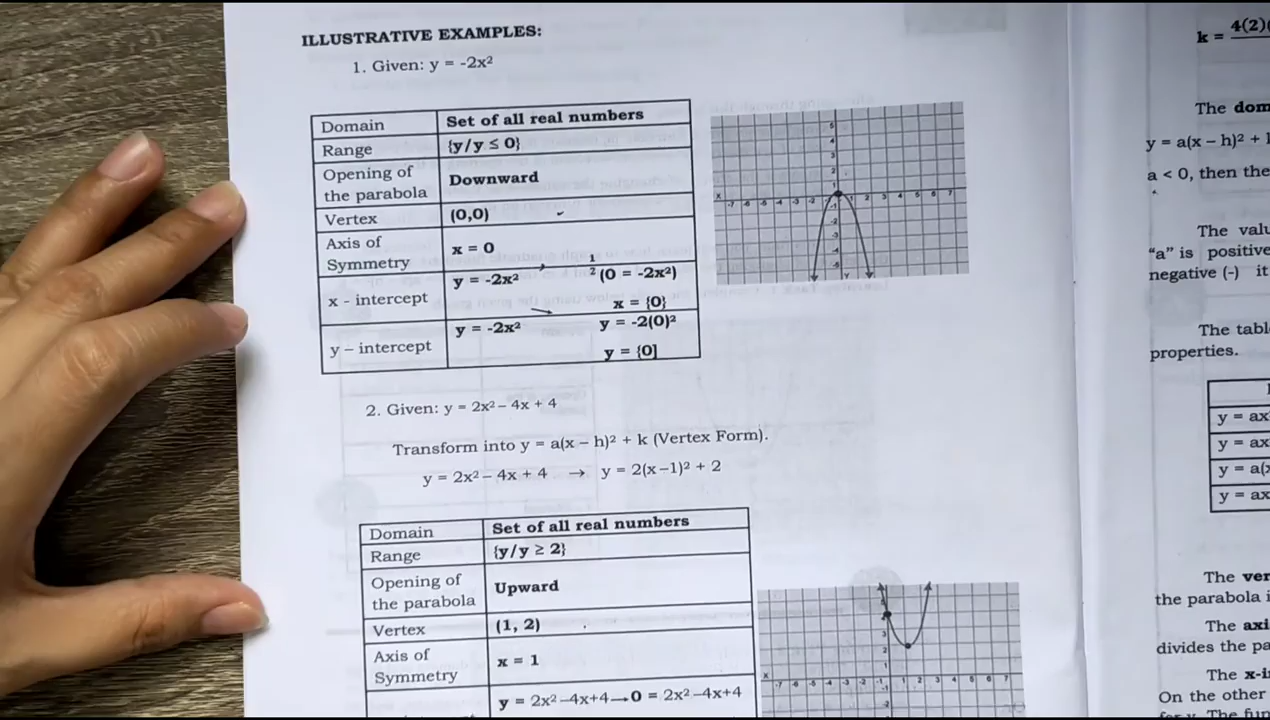 ILLUSTRATIVE EXAMPLES:
1. Given: y = -2x²
Domain Set of all real numbers
Range {y/y ≤ 0}
Opening of
the parabola Downward
Vertex (0,0)
Axis of
Symmetry x = 0
x - intercept y = -2x² → ½ (0 = -2x²)
x = {0}
y – intercept y = -2x² → y = -2(0)²
y = {0]
2. Given: y = 2x² – 4x + 4
Transform into y = a(x – h)² + k (Vertex Form).
y = 2x² – 4x + 4 → y = 2(x –1)² + 2
Domain Set of all real numbers
Range {y/y ≥ 2}
Opening of
the parabola Upward
Vertex (1, 2)
Axis of
Symmetry x = 1
y = 2x² –4x+4→0 = 2x² –4x+4
k = 4(2)(
The dom
y = a(x – h)² +
a < 0, then the
The valu
"a" is positive
negative (-) it
The tabl
properties.
y = ax
y = ax
y = a(x
y = ax
The ver
the parabola i
The axi
divides the pa
The x-i
On the other